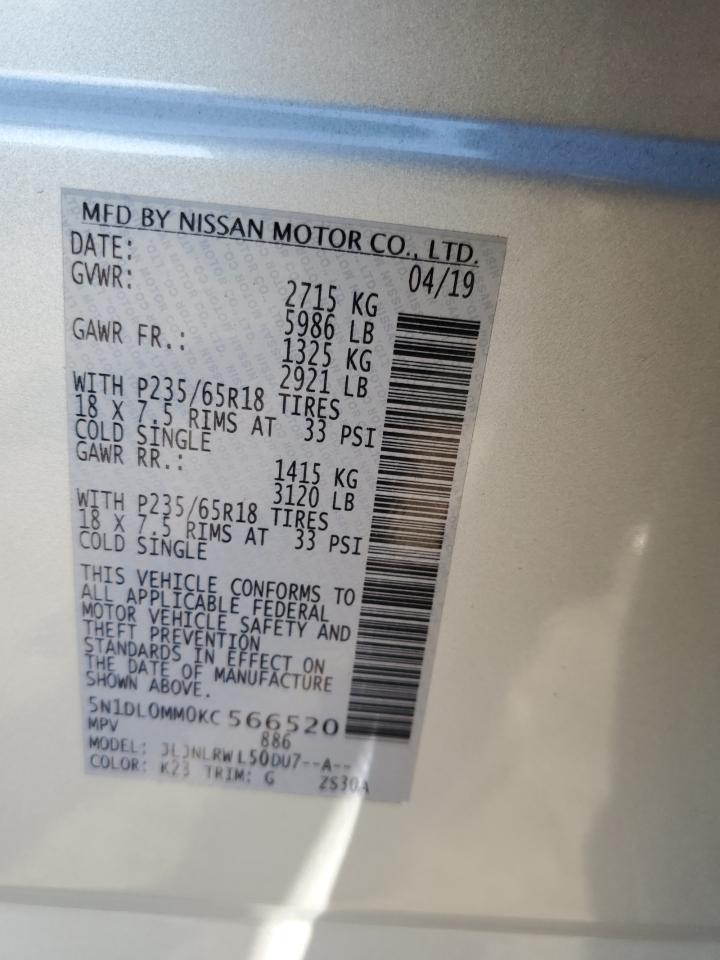 MFD BY NISSAN MOTOR CO., LTD.
DATE: 04/19
GVWR: 2715 KG
5986 LB
GAWR FR.: 1325 KG
2921 LB
WITH P235/65R18 TIRES
18 X 7.5 RIMS AT 33 PSI
COLD SINGLE
GAWR RR.: 1415 KG
3120 LB
WITH P235/65R18 TIRES
18 X 7.5 RIMS AT 33 PSI
COLD SINGLE
THIS VEHICLE CONFORMS TO
ALL APPLICABLE FEDERAL
MOTOR VEHICLE SAFETY AND
THEFT PREVENTION
STANDARDS IN EFFECT ON
THE DATE OF MANUFACTURE
SHOWN ABOVE.
5N1DL0MM0KC566520
MPV 886
MODEL: JLJNLRWL50DU7--A--
COLOR: K23 TRIM: G ZS30A